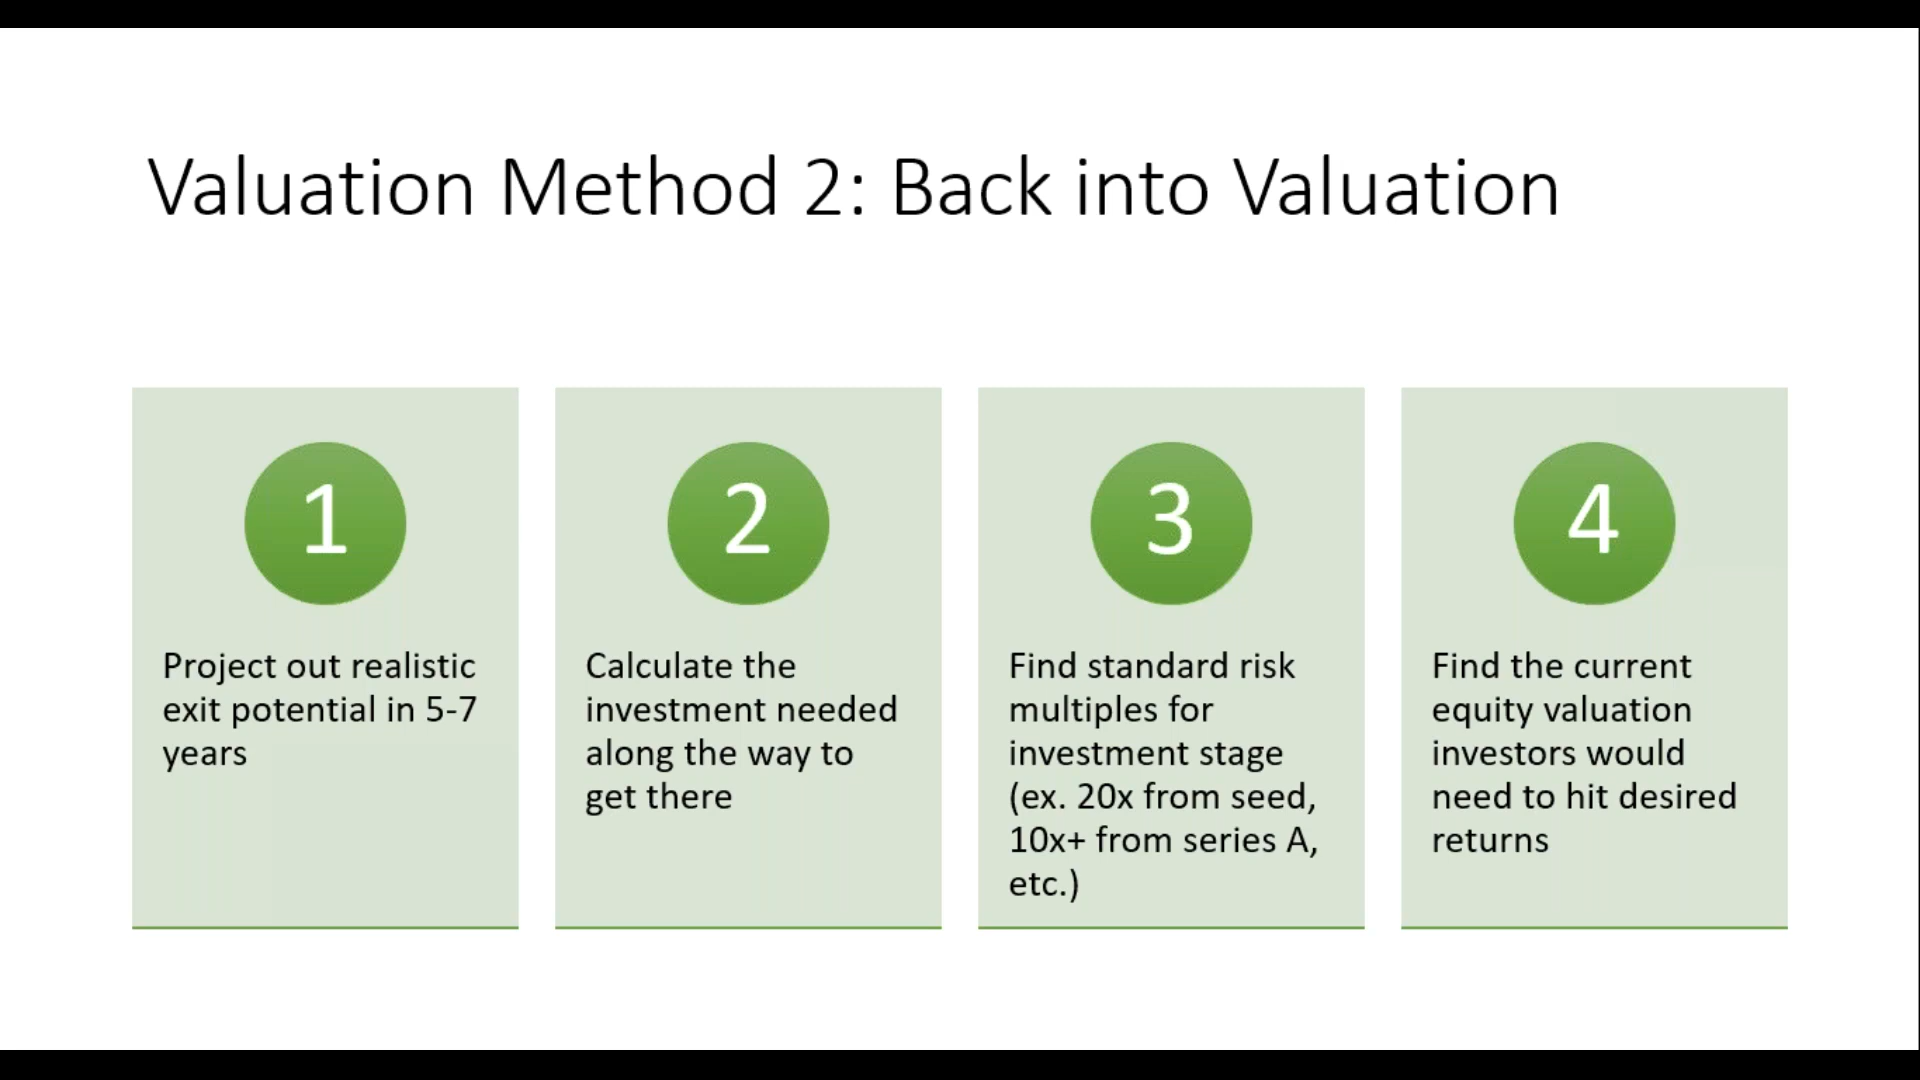 Valuation Method 2: Back into Valuation
1
Project out realistic
exit potential in 5-7
years
2
Calculate the
investment needed
along the way to
get there
3
Find standard risk
multiples for
investment stage
(ex. 20x from seed,
10x+ from series A,
etc.)
4
Find the current
equity valuation
investors would
need to hit desired
returns